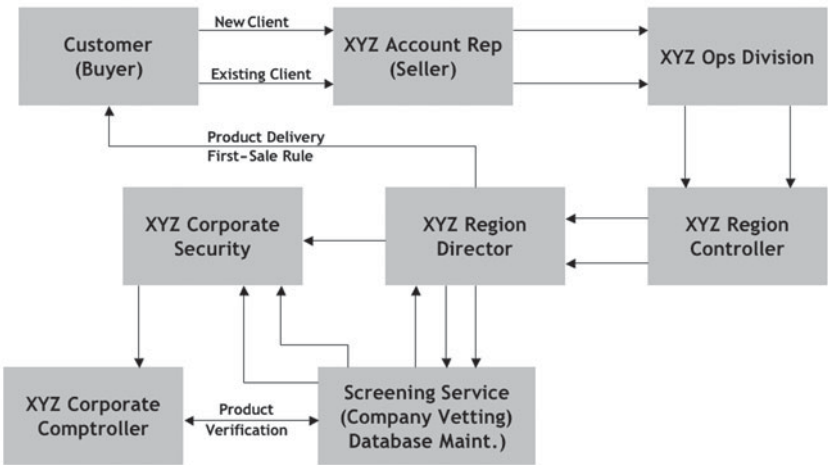 Customer
(Buyer)
New Client
Existing Client
XYZ Account Rep
(Seller)
XYZ Ops Division
Product Delivery
First-Sale Rule
XYZ Corporate
Security
XYZ Region
Director
XYZ Region
Controller
XYZ Corporate
Comptroller
Product
Verification
Screening Service
(Company Vetting)
Database Maint.)